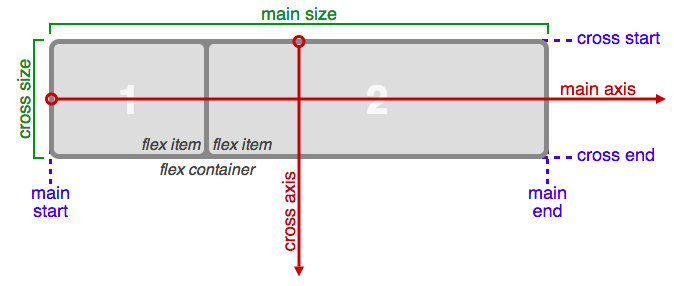 main size
cross start
cross size
main axis
1
2
flex item
flex item
cross end
flex container
main
start
cross axis
main
end